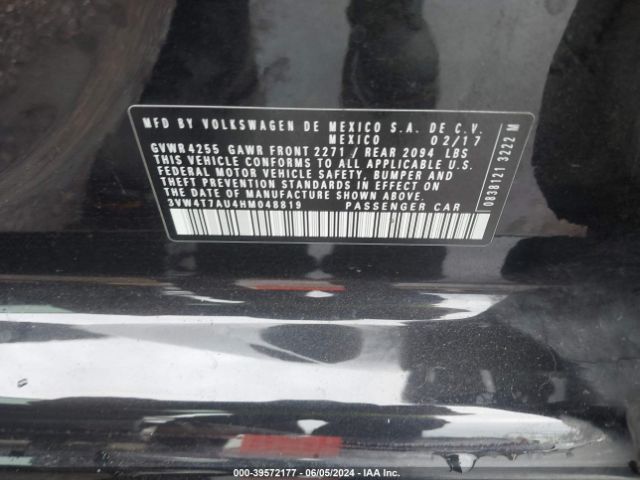 MFD BY VOLKSWAGEN DE MEXICO S.A. DE C.V.
MEXICO 02/17
GVWR 4255 GAWR FRONT 2271 / REAR 2094 LBS
THIS VEHICLE CONFORMS TO ALL APPLICABLE U.S.
FEDERAL MOTOR VEHICLE SAFETY, BUMPER AND
THEFT PREVENTION STANDARDS IN EFFECT ON
THE DATE OF MANUFACTURE SHOWN ABOVE.
3VW4T7AU4HM048819 PASSENGER CAR
0838121 3222 M
000-39572177 - 06/05/2024 - IAA Inc.